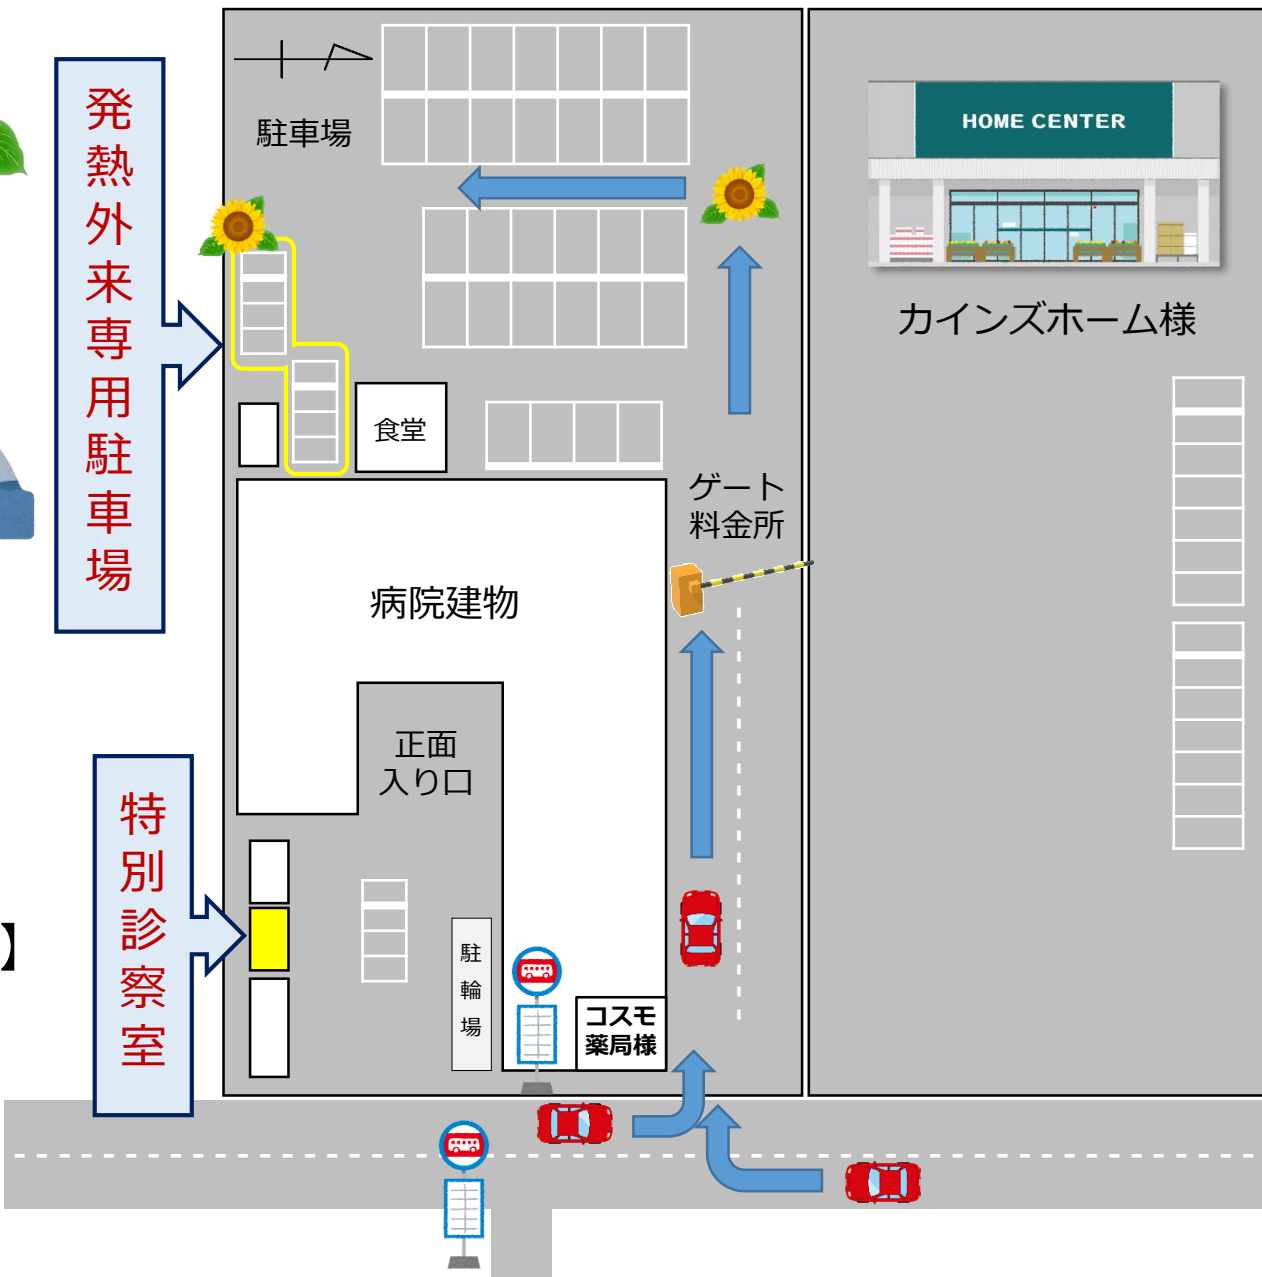 発熱外来専用駐車場
駐車場
HOME CENTER
カインズホーム様
食堂
ゲート
料金所
病院建物
正面
入り口
特別診察室
】
駐輪場
コスモ
薬局様